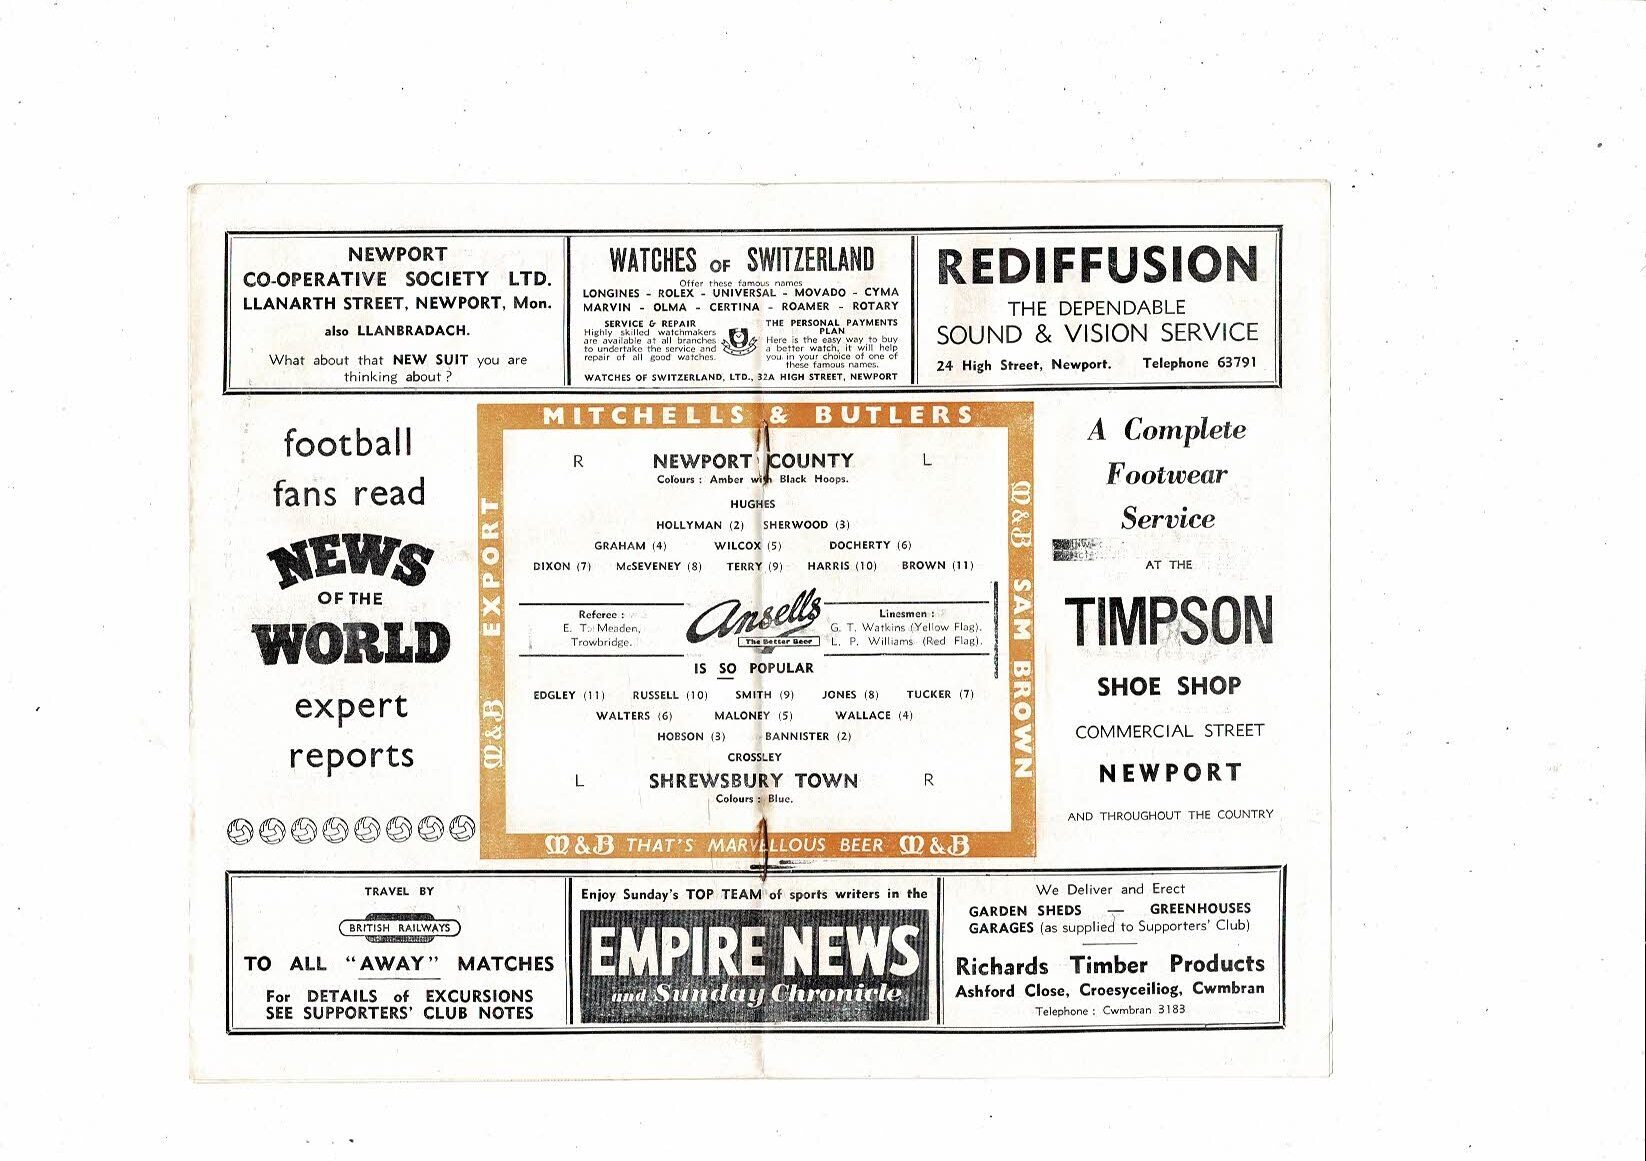 NEWPORT
CO-OPERATIVE SOCIETY LTD.
LLANARTH STREET, NEWPORT, Mon.
also LLANBRADACH.
What about that NEW SUIT you are
thinking about ?
WATCHES OF SWITZERLAND
Offer these famous names
LONGINES - ROLEX - UNIVERSAL - MOVADO - CYMA
MARVIN - OLMA - CERTINA - ROAMER - ROTARY
SERVICE & REPAIR
Highly skilled watchmakers
are available at all branches
to undertake the service and
repair of all good watches.
THE PERSONAL PAYMENTS
PLAN
Here is the easy way to buy
a better watch, it will help
you in your choice of one of
these famous names.
WATCHES OF SWITZERLAND, LTD., 32A HIGH STREET, NEWPORT
REDIFFUSION
THE DEPENDABLE
SOUND & VISION SERVICE
24 High Street, Newport. Telephone 63791
football
fans read
NEWS
OF THE
WORLD
expert
reports
MITCHELLS & BUTLERS
M&B EXPORT
R NEWPORT COUNTY L
Colours : Amber with Black Hoops.
HUGHES
HOLLYMAN (2) SHERWOOD (3)
GRAHAM (4) WILCOX (5) DOCHERTY (6)
DIXON (7) McSEVENEY (8) TERRY (9) HARRIS (10) BROWN (11)
Referee :
E. T. Meaden,
Trowbridge.
Ansells
The Better Beer
Linesmen :
G. T. Watkins (Yellow Flag).
L. P. Williams (Red Flag).
IS SO POPULAR
EDGLEY (11) RUSSELL (10) SMITH (9) JONES (8) TUCKER (7)
WALTERS (6) MALONEY (5) WALLACE (4)
HOBSON (3) BANNISTER (2)
CROSSLEY
L SHREWSBURY TOWN R
Colours : Blue.
M&B SAM BROWN
M&B THAT'S MARVELLOUS BEER M&B
A Complete
Footwear
Service
AT THE
TIMPSON
SHOE SHOP
COMMERCIAL STREET
NEWPORT
AND THROUGHOUT THE COUNTRY
TRAVEL BY
BRITISH RAILWAYS
TO ALL "AWAY" MATCHES
For DETAILS of EXCURSIONS
SEE SUPPORTERS' CLUB NOTES
Enjoy Sunday's TOP TEAM of sports writers in the
EMPIRE NEWS
and Sunday Chronicle
We Deliver and Erect
GARDEN SHEDS — GREENHOUSES
GARAGES (as supplied to Supporters' Club)
Richards Timber Products
Ashford Close, Croesyceiliog, Cwmbran
Telephone : Cwmbran 3183